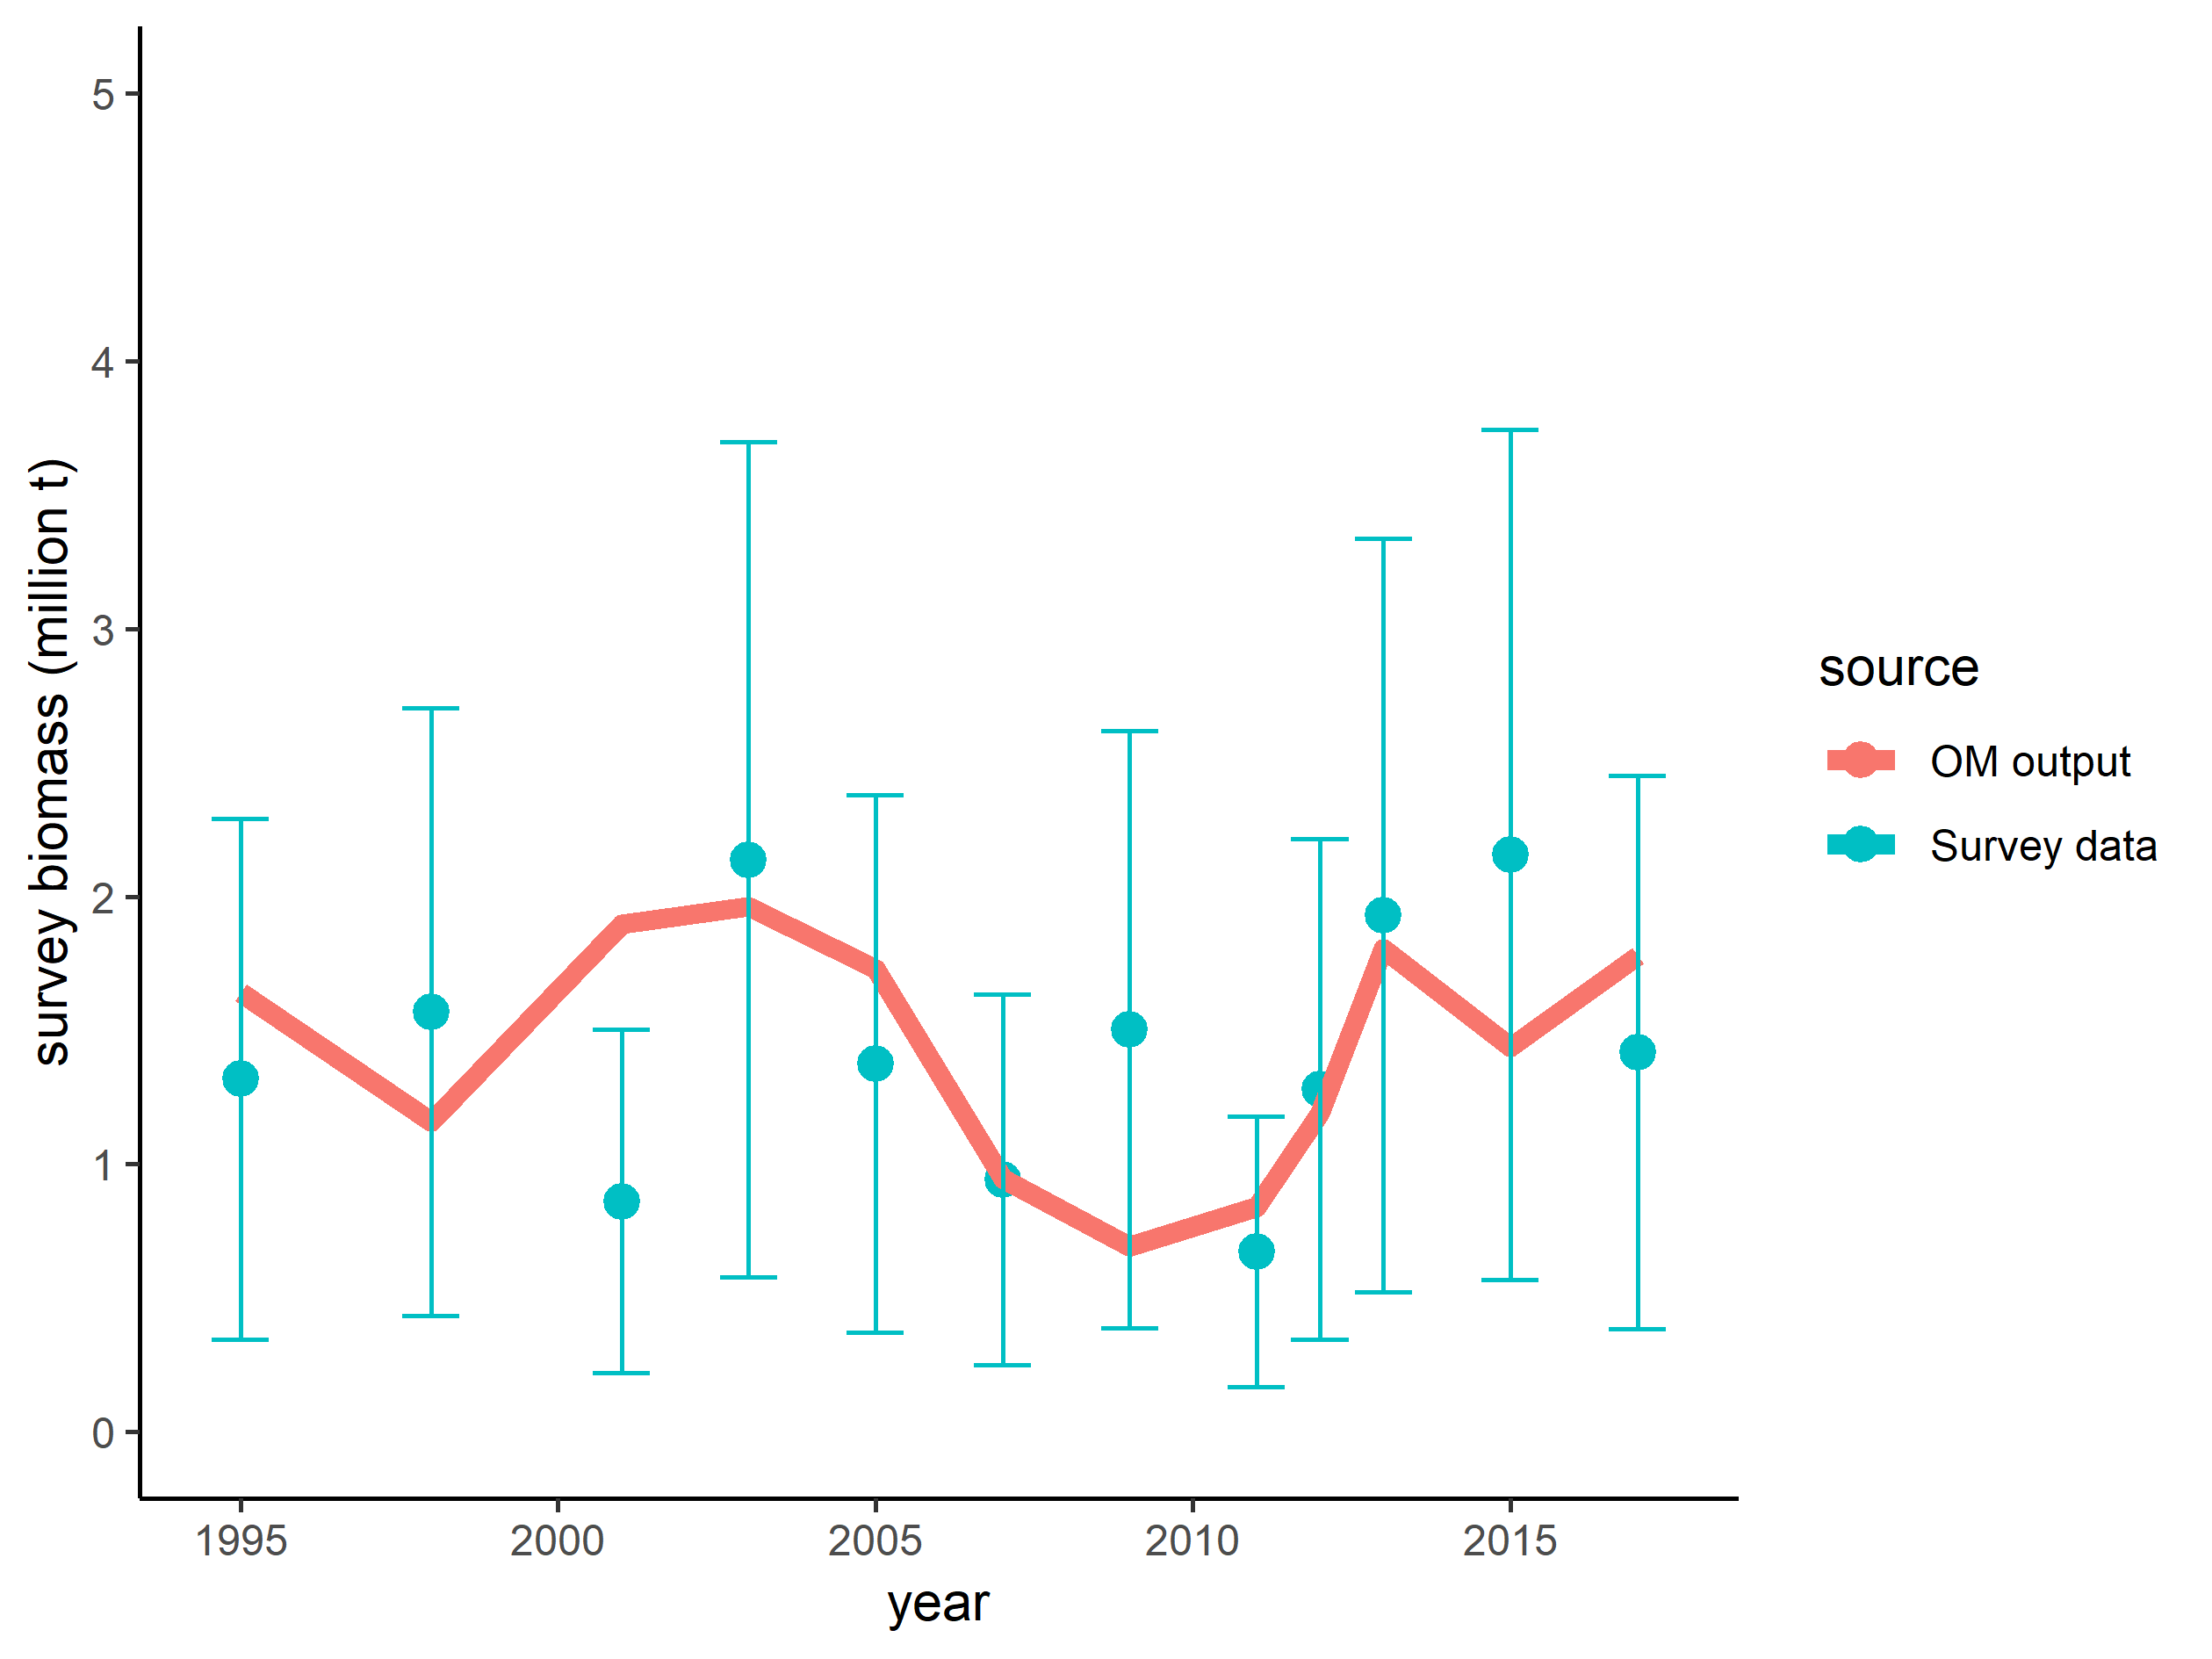 survey biomass (million t)
5
4
3
2
1
0
1995 2000 2005 2010 2015
year
source
OM output
Survey data